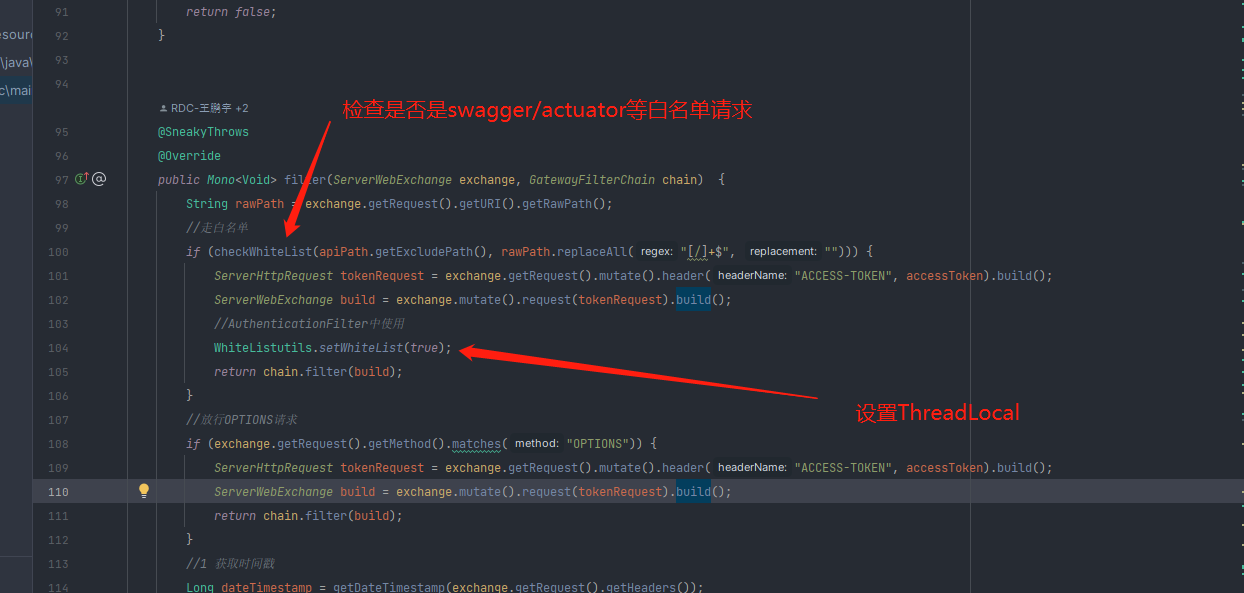 91 return false;
esourc
92 }
\java\
93
c\mai
94
RDC-王鹏宇 +2
检查是否是swagger/actuator等白名单请求
95 @SneakyThrows
96 @Override
97 public Mono<Void> filter(ServerWebExchange exchange, GatewayFilterChain chain) {
98 String rawPath = exchange.getRequest().getURI().getRawPath();
99 //走白名单
100 if (checkWhiteList(apiPath.getExcludePath(), rawPath.replaceAll( regex: "[/]+$", replacement: ""))) {
101 ServerHttpRequest tokenRequest = exchange.getRequest().mutate().header( headerName: "ACCESS-TOKEN", accessToken).build();
102 ServerWebExchange build = exchange.mutate().request(tokenRequest).build();
103 //AuthenticationFilter中使用
104 WhiteListutils.setWhiteList(true);
105 return chain.filter(build);
106 }
设置ThreadLocal
107 //放行OPTIONS请求
108 if (exchange.getRequest().getMethod().matches( method: "OPTIONS")) {
109 ServerHttpRequest tokenRequest = exchange.getRequest().mutate().header( headerName: "ACCESS-TOKEN", accessToken).build();
110 ServerWebExchange build = exchange.mutate().request(tokenRequest).build();
111 return chain.filter(build);
112 }
113 //1 获取时间戳
114 Long dateTimestamp = getDateTimestamp(exchange.getRequest().getHeaders());